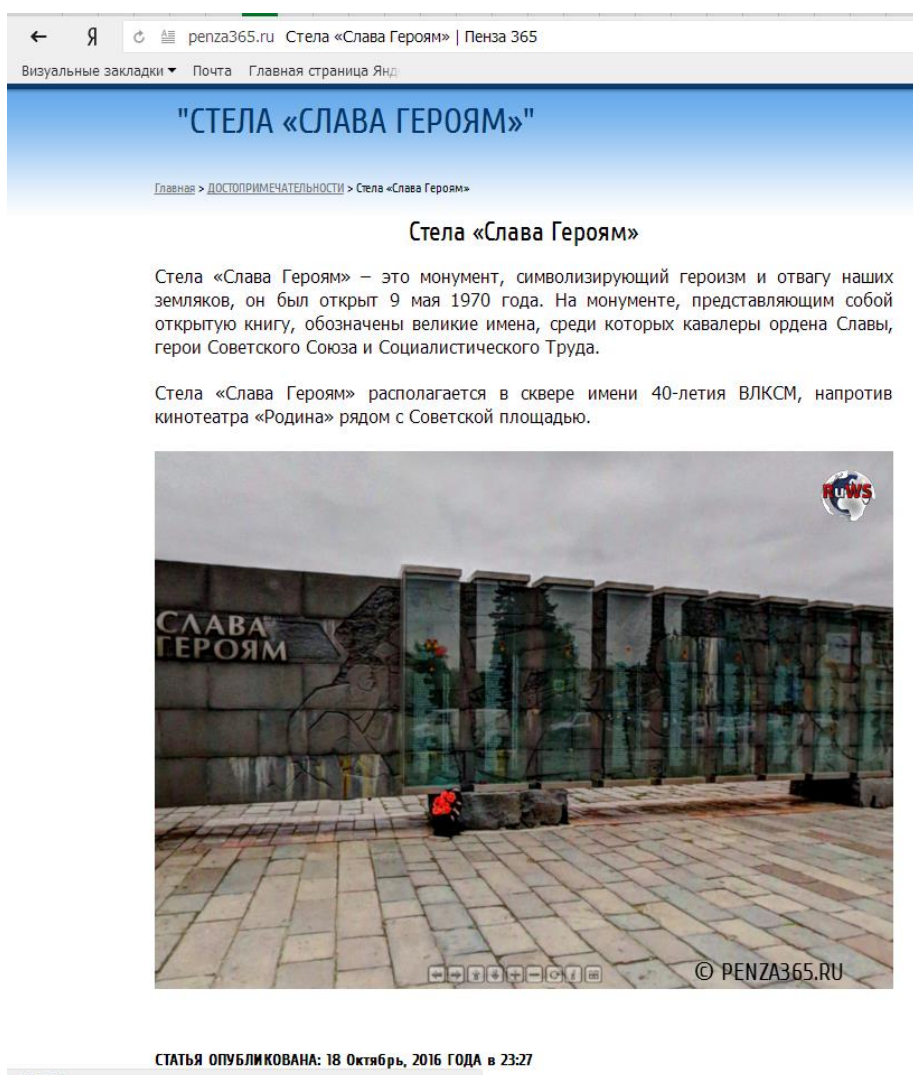 Я penza365.ru Стела «Слава Героям» | Пенза 365
Визуальные закладки Почта Главная страница Янд
"СТЕЛА «СЛАВА ГЕРОЯМ»"
Главная > ДОСТОПРИМЕЧАТЕЛЬНОСТИ > Стела «Слава Героям»
Стела «Слава Героям»
Стела «Слава Героям» – это монумент, символизирующий героизм и отвагу наших
земляков, он был открыт 9 мая 1970 года. На монументе, представляющим собой
открытую книгу, обозначены великие имена, среди которых кавалеры ордена Славы,
герои Советского Союза и Социалистического Труда.
Стела «Слава Героям» располагается в сквере имени 40-летия ВЛКСМ, напротив
кинотеатра «Родина» рядом с Советской площадью.
RuWS
СЛАВА
ГЕРОЯМ
© PENZA365.RU
СТАТЬЯ ОПУБЛИКОВАНА: 18 Октябрь, 2016 ГОДА в 23:27